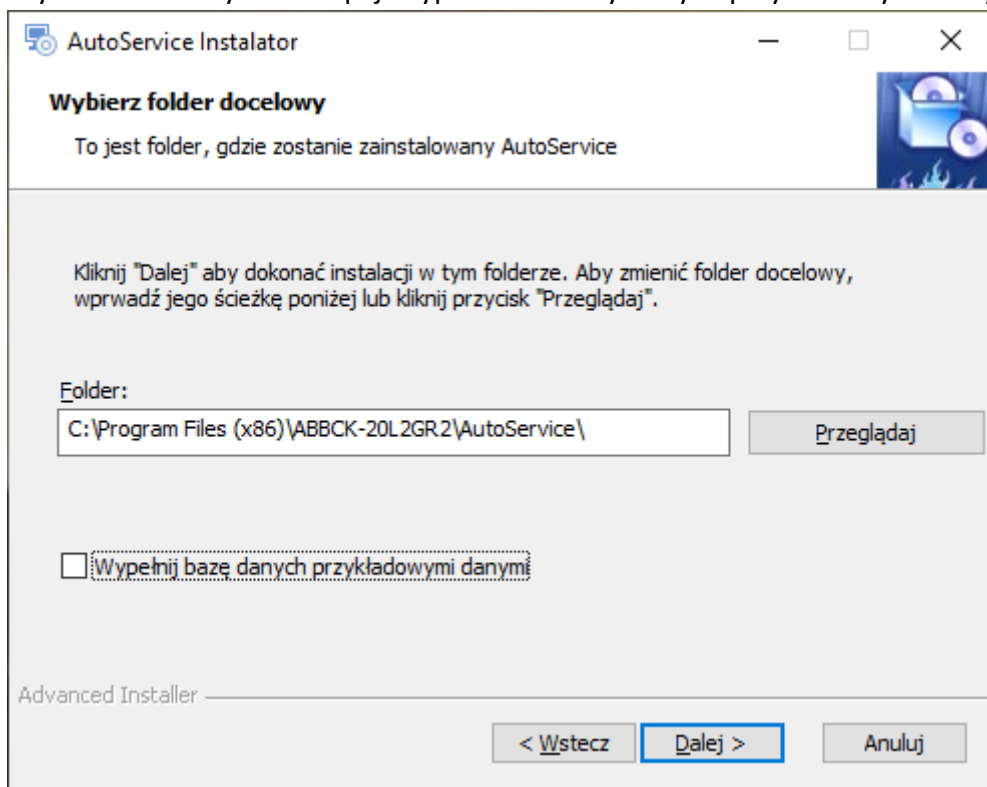 AutoService Instalator
Wybierz folder docelowy
To jest folder, gdzie zostanie zainstalowany AutoService
Kliknij "Dalej" aby dokonać instalacji w tym folderze. Aby zmienić folder docelowy,
wprwadź jego ścieżkę poniżej lub kliknij przycisk "Przeglądaj".
Folder:
C:\Program Files (x86)\ABBCK-20L2GR2\AutoService\
Przeglądaj
Wypełnij bazę danych przykładowymi danymi
Advanced Installer
< Wstecz
Dalej >
Anuluj